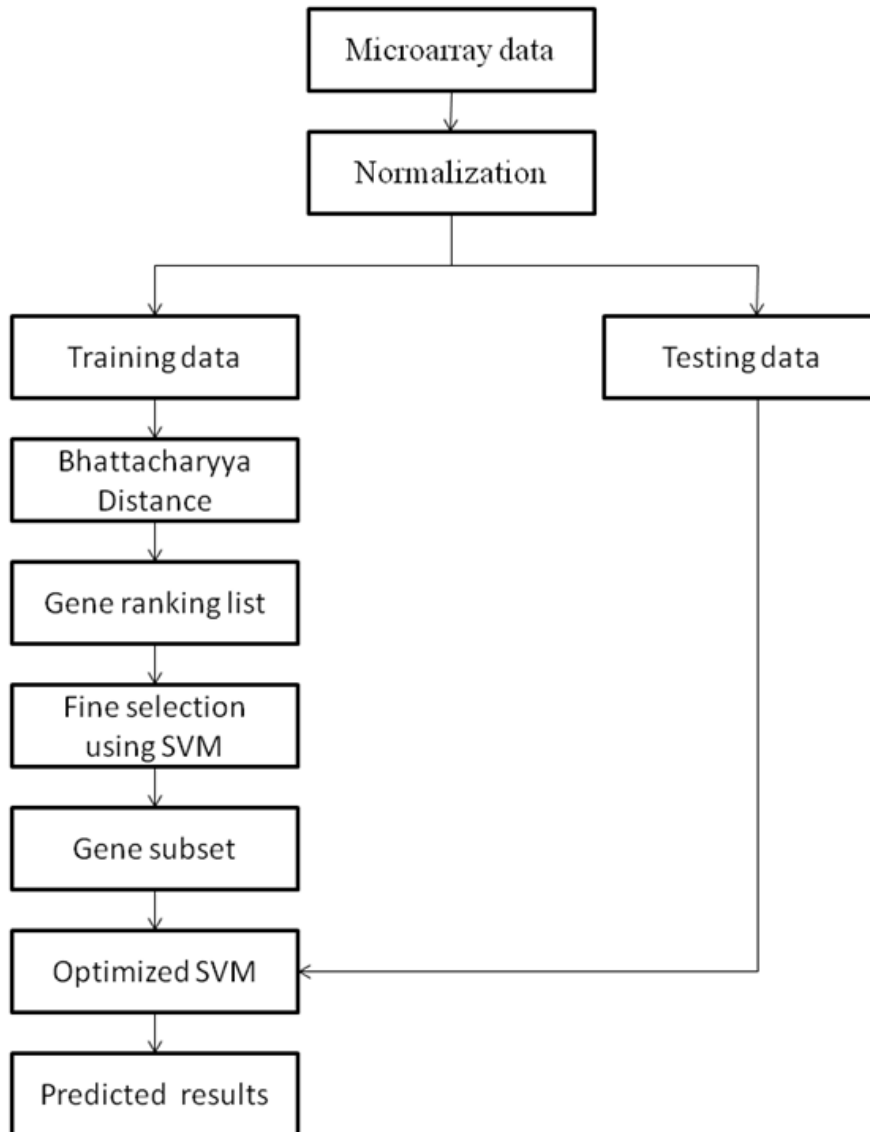 Microarray data
Normalization
Training data
Testing data
Bhattacharyya
Distance
Gene ranking list
Fine selection
using SVM
Gene subset
Optimized SVM
Predicted results